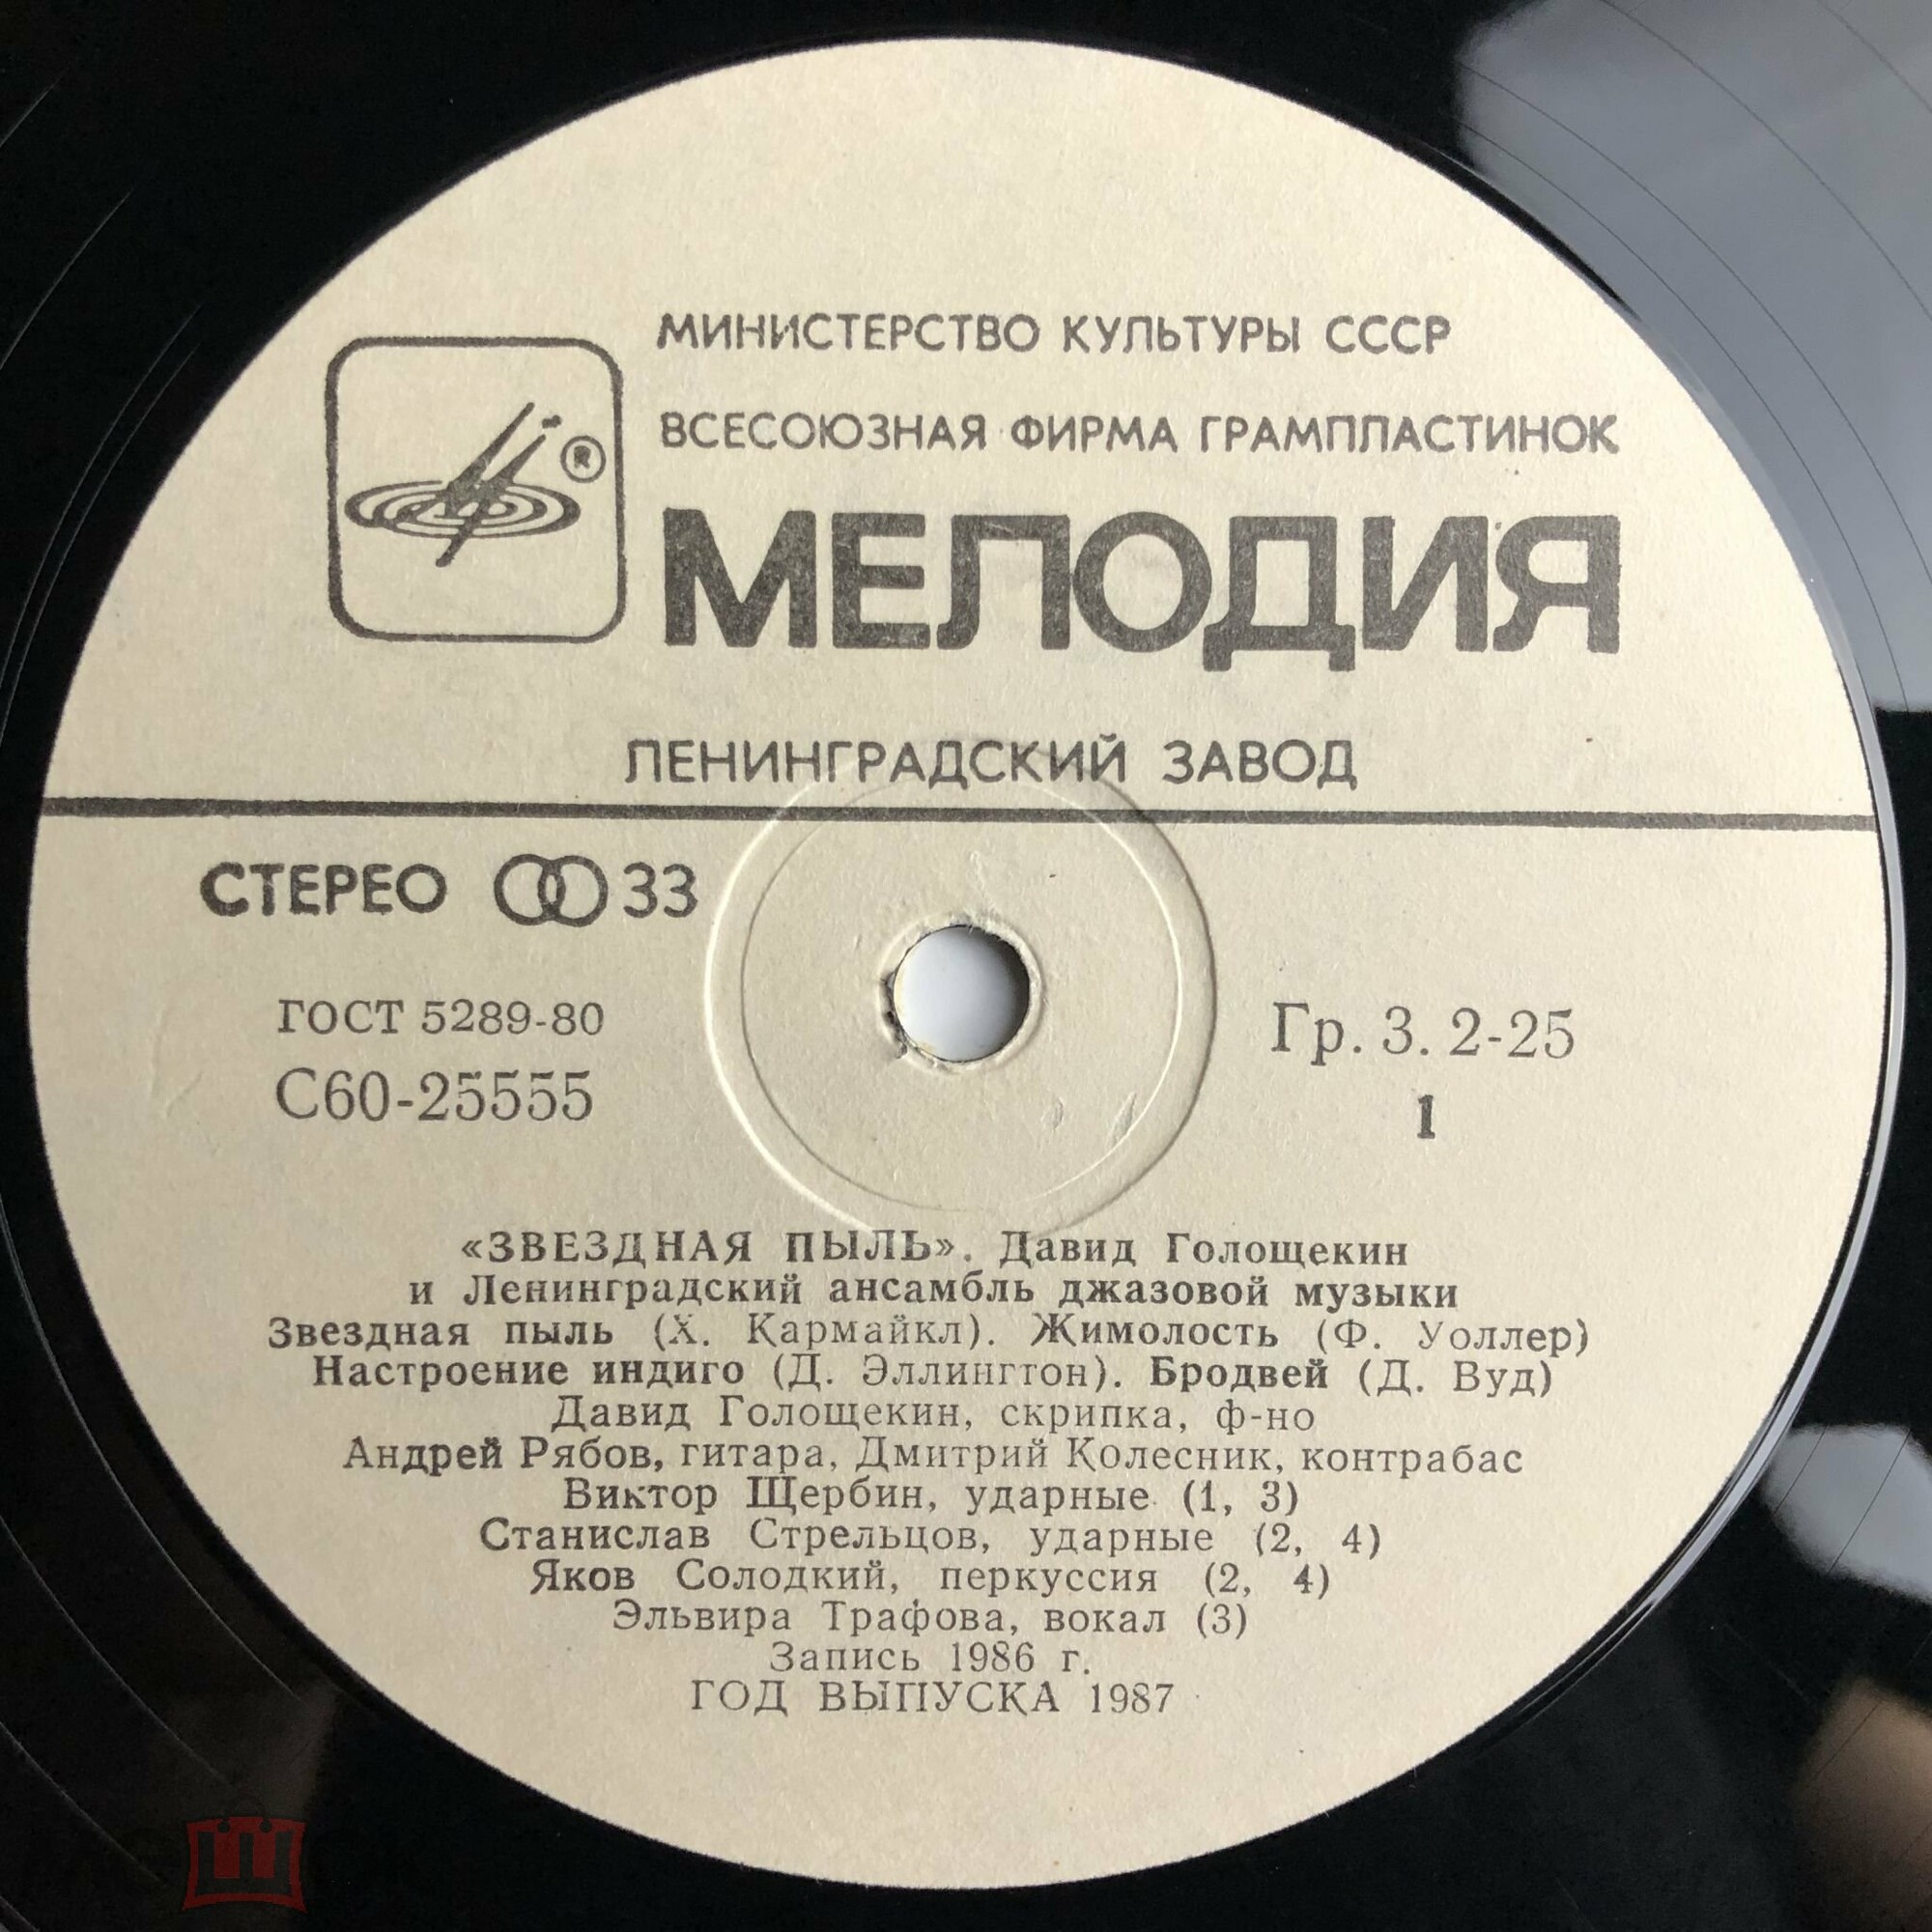 МИНИСТЕРСТВО КУЛЬТУРЫ СССР
ВСЕСОЮЗНАЯ ФИРМА ГРАМПЛАСТИНОК
®
МЕЛОДИЯ
ЛЕНИНГРАДСКИЙ ЗАВОД
СТЕРЕО 33
ГОСТ 5289-80
Гр. 3. 2-25
С60-25555
1
«ЗВЕЗДНАЯ ПЫЛЬ». Давид Голощекин
и Ленинградский ансамбль джазовой музыки
Звездная пыль (Х. Кармайкл). Жимолость (Ф. Уоллер)
Настроение индиго (Д. Эллингтон). Бродвей (Д. Вуд)
Давид Голощекин, скрипка, ф-но
Андрей Рябов, гитара, Дмитрий Колесник, контрабас
Виктор Щербин, ударные (1, 3)
Станислав Стрельцов, ударные (2, 4)
Яков Солодкий, перкуссия (2, 4)
Эльвира Трафова, вокал (3)
Запись 1986 г.
ГОД ВЫПУСКА 1987